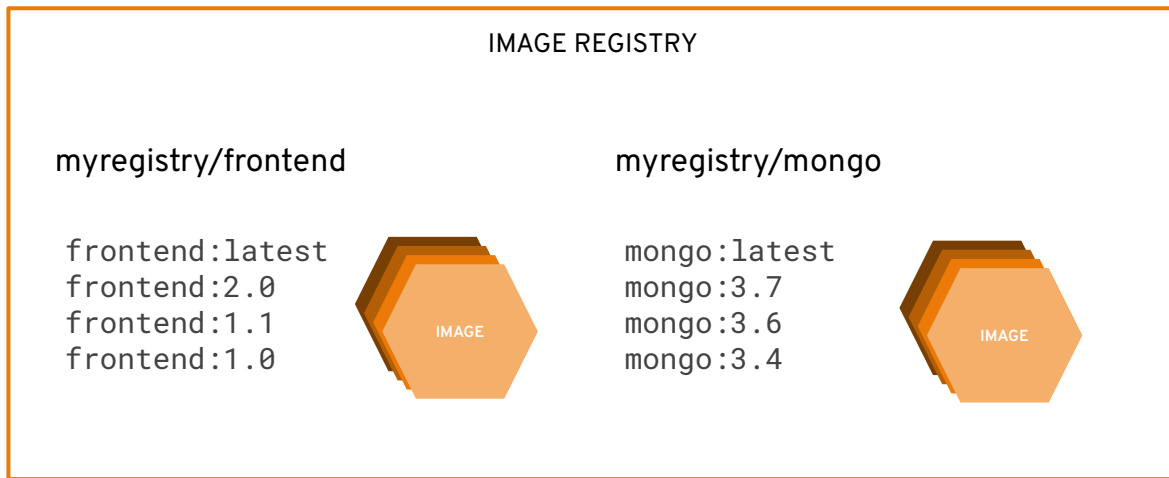 IMAGE REGISTRY
myregistry/frontend
frontend:latest
frontend:2.0
frontend:1.1
frontend:1.0
IMAGE
myregistry/mongo
mongo:latest
mongo:3.7
mongo:3.6
mongo:3.4
IMAGE